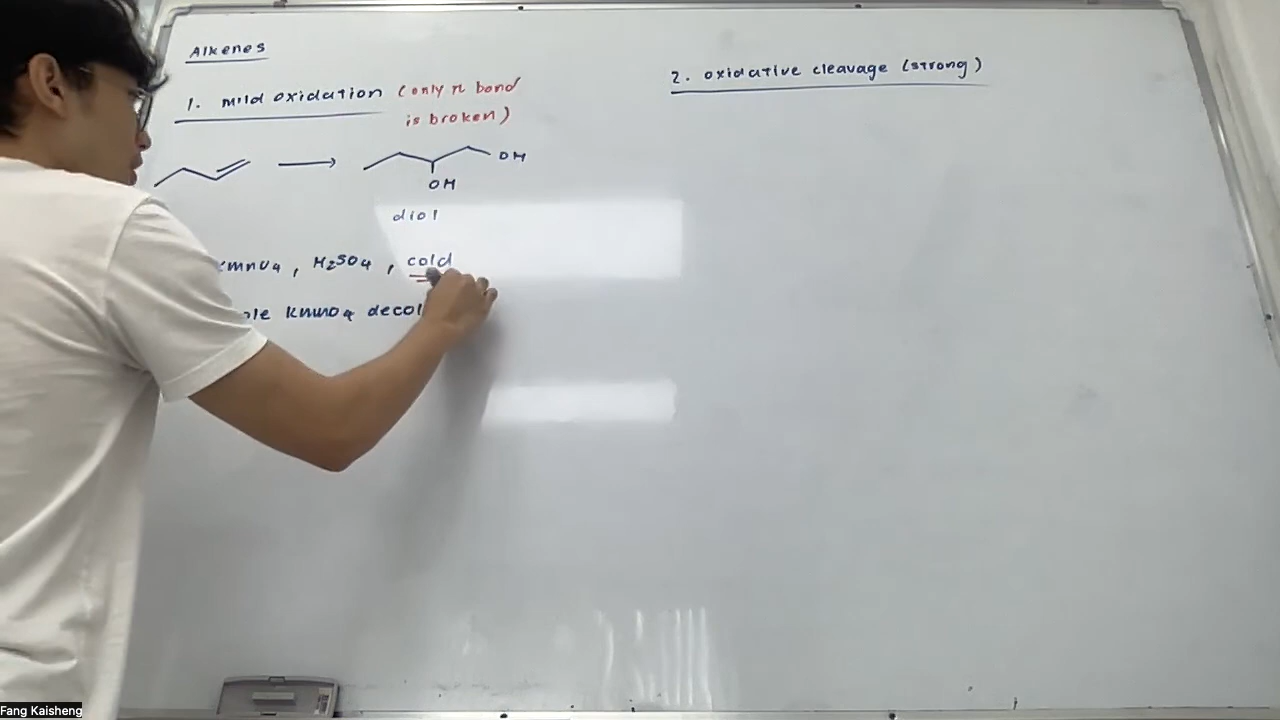 Alkenes
1. mild oxidation (only π bond
is broken)
OH
OH
diol
, H2SO4, cold
KMnO4
2. oxidative cleavage (strong)
Fang Kaisheng